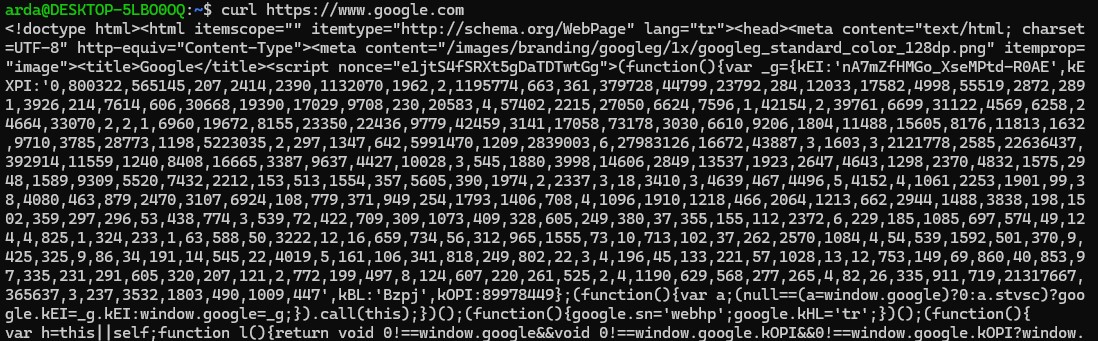 arda@DESKTOP-5LBO0OQ:~$ curl https://www.google.com
<!doctype html><html itemscope="" itemtype="http://schema.org/WebPage" lang="tr"><head><meta content="text/html; charset
=UTF-8" http-equiv="Content-Type"><meta content="/images/branding/googleg/1x/googleg_standard_color_128dp.png" itemprop=
"image"><title>Google</title><script nonce="e1jtS4fSRXt5gDaTDTwtGg">(function(){var _g={kEI:'nA7mZfHMGo_XseMPtd-R0AE',kE
XPI:'0,800322,565145,207,2414,2390,1132070,1962,2,1195774,663,361,379728,44799,23792,284,12033,17582,4998,55519,2872,289
1,3926,214,7614,606,30668,19390,17029,9708,230,20583,4,57402,2215,27050,6624,7596,1,42154,2,39761,6699,31122,4569,6258,2
4664,33070,2,2,1,6960,19672,8155,23350,22436,9779,42459,3141,17058,73178,3030,6610,9206,1804,11488,15605,8176,11813,1632
,9710,3785,28773,1198,5223035,2,297,1347,642,5991470,1209,2839003,6,27983126,16672,43887,3,1603,3,2121778,2585,22636437,
392914,11559,1240,8408,16665,3387,9637,4427,10028,3,545,1880,3998,14606,2849,13537,1923,2647,4643,1298,2370,4832,1575,29
48,1589,9309,5520,7432,2212,153,513,1554,357,5605,390,1974,2,2337,3,18,3410,3,4639,467,4496,5,4152,4,1061,2253,1901,99,3
8,4080,463,879,2470,3107,6924,108,779,371,949,254,1793,1406,708,4,1096,1910,1218,466,2064,1213,662,2944,1488,3838,198,15
02,359,297,296,53,438,774,3,539,72,422,709,309,1073,409,328,605,249,380,37,355,155,112,2372,6,229,185,1085,697,574,49,12
4,4,825,1,324,233,1,63,588,50,3222,12,16,659,734,56,312,965,1555,73,10,713,102,37,262,2570,1084,4,54,539,1592,501,370,9,
425,325,9,86,34,191,14,545,22,4019,5,161,106,341,818,249,802,22,3,4,196,45,133,221,57,1028,13,12,753,149,69,860,40,853,9
7,335,231,291,605,320,207,121,2,772,199,497,8,124,607,220,261,525,2,4,1190,629,568,277,265,4,82,26,335,911,719,21317667,
365637,3,237,3532,1803,490,1009,447',kBL:'Bzpj',kOPI:89978449};(function(){var a;(null==(a=window.google)?0:a.stvsc)?goo
gle.kEI=_g.kEI:window.google=_g;}).call(this);})();(function(){google.sn='webhp';google.kHL='tr';})();(function(){
var h=this||self;function l(){return void 0!==window.google&&void 0!==window.google.kOPI&&0!==window.google.kOPI?window.